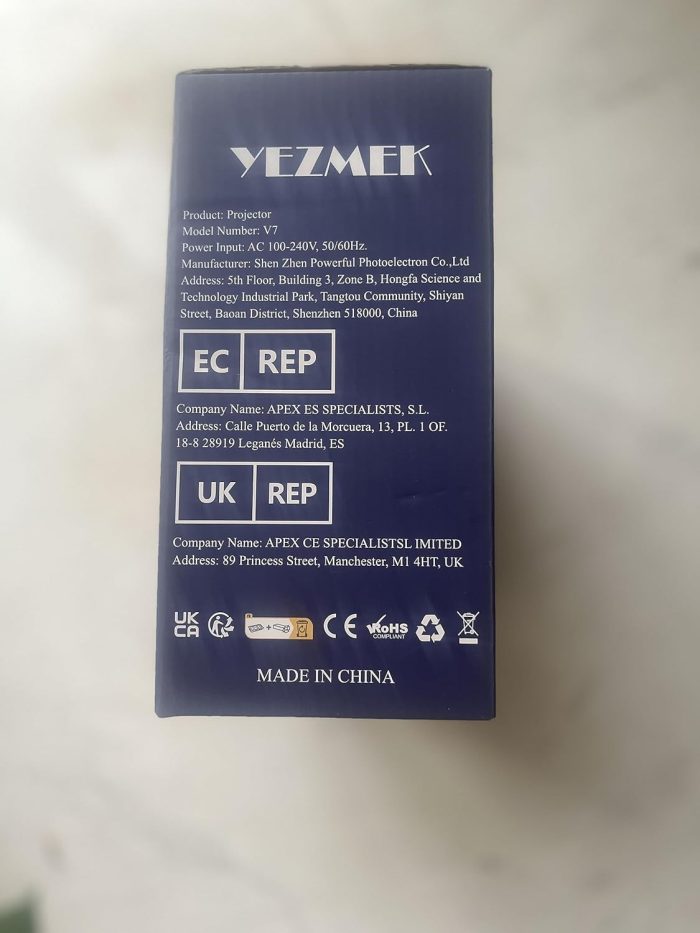 YEZMEK
Product: Projector
Model Number: V7
Power Input: AC 100-240V, 50/60Hz.
Manufacturer: Shen Zhen Powerful Photoelectron Co.,Ltd
Address: 5th Floor, Building 3, Zone B, Hongfa Science and
Technology Industrial Park, Tangtou Community, Shiyan
Street, Baoan District, Shenzhen 518000, China
EC REP
Company Name: APEX ES SPECIALISTS, S.L.
Address: Calle Puerto de la Morcuera, 13, PL. 1 OF.
18-8 28919 Leganés Madrid, ES
UK REP
Company Name: APEX CE SPECIALISTSL IMITED
Address: 89 Princess Street, Manchester, M1 4HT, UK
UK
CA
CE
RoHS
COMPLIANT
MADE IN CHINA